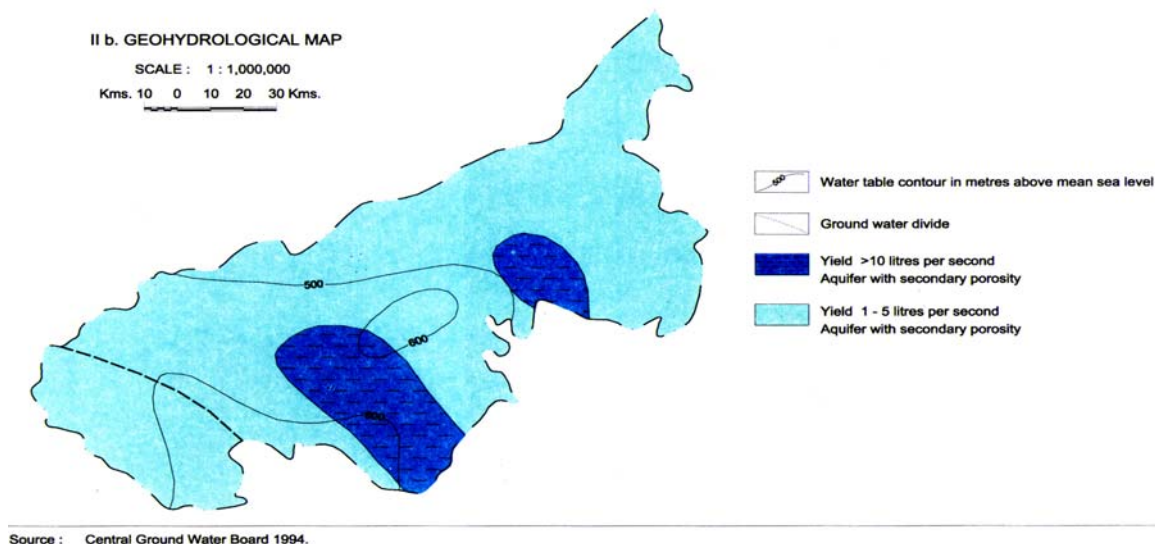 II b. GEOHYDROLOGICAL MAP
SCALE : 1 : 1,000,000
Kms. 10 0 10 20 30 Kms.
500
600
600
500
Water table contour in metres above mean sea level
Ground water divide
Yield >10 litres per second
Aquifer with secondary porosity
Yield 1 - 5 litres per second
Aquifer with secondary porosity
Source : Central Ground Water Board 1994.